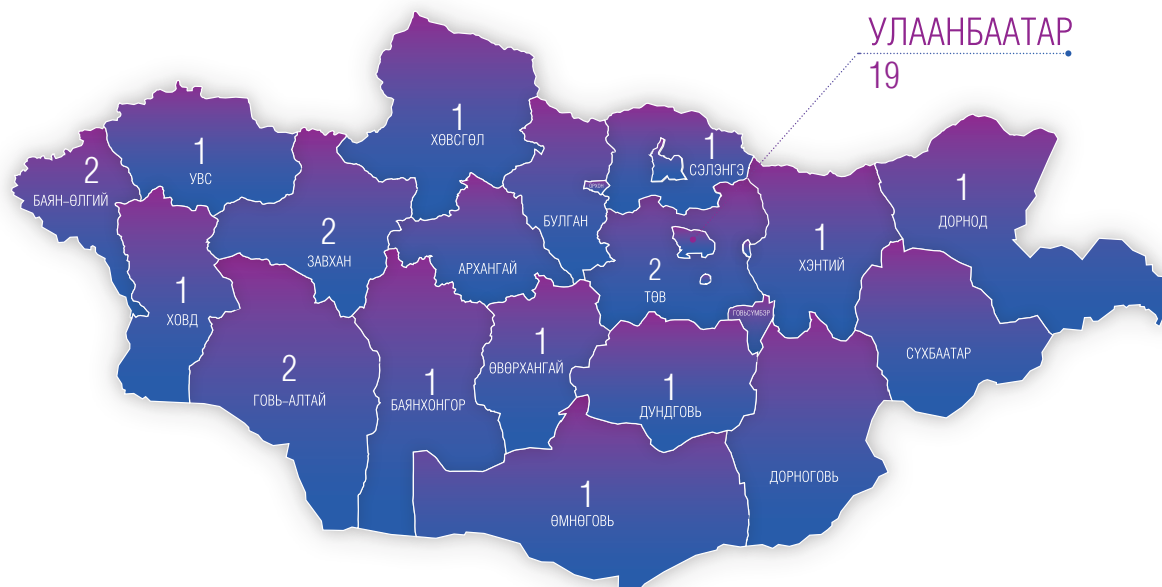 УЛААНБААТАР
19
1
ХӨВСГӨЛ
1
УВС
2
БАЯН–ӨЛГИЙ
1
СЭЛЭНГЭ
ОРХОН
БУЛГАН
1
ДОРНОД
2
ЗАВХАН
АРХАНГАЙ
2
ТӨВ
1
ХЭНТИЙ
1
ХОВД
ГОВЬСҮМБЭР
СҮХБААТАР
2
ГОВЬ–АЛТАЙ
1
БАЯНХОНГОР
1
ӨВӨРХАНГАЙ
1
ДУНДГОВЬ
ДОРНОГОВЬ
1
ӨМНӨГОВЬ